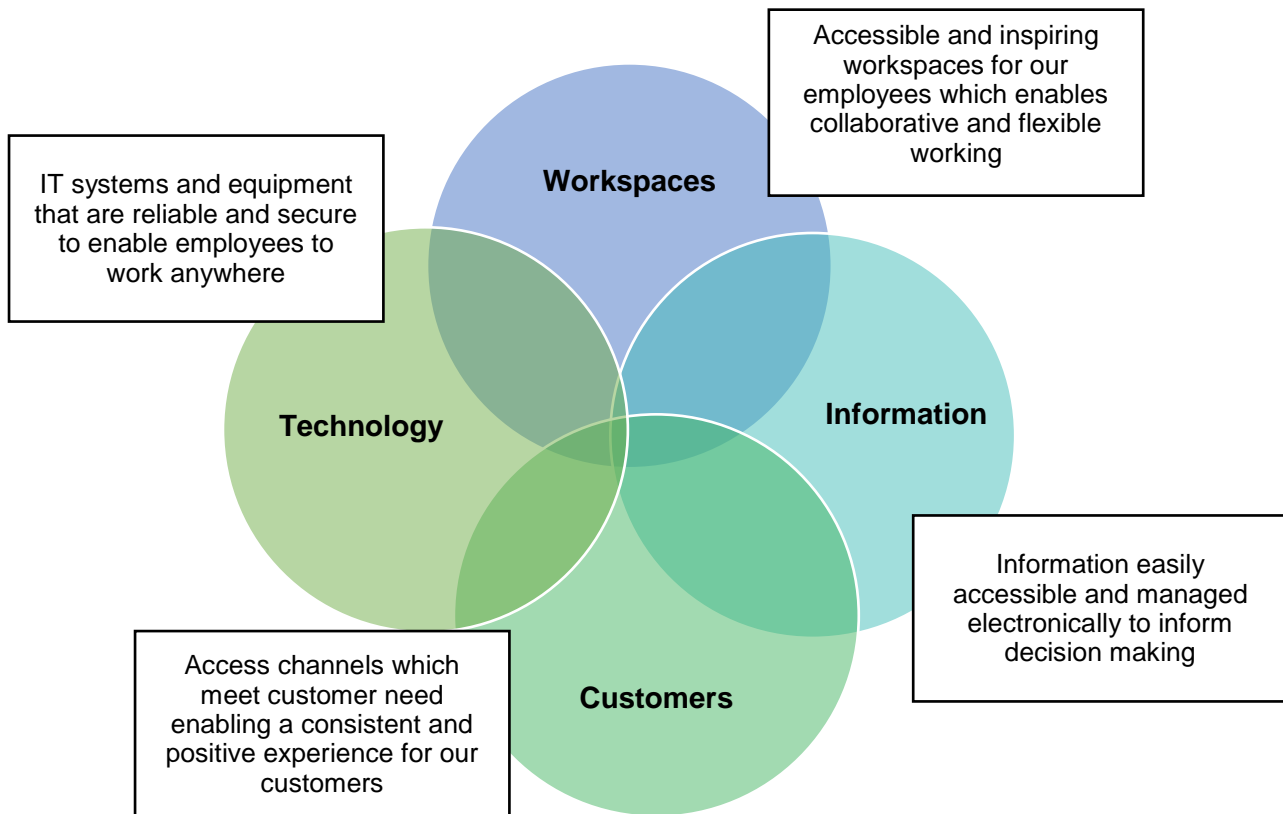 Accessible and inspiring
workspaces for our
employees which enables
collaborative and flexible
working
Workspaces
IT systems and equipment
that are reliable and secure
to enable employees to
work anywhere
Technology
Information
Information easily
accessible and managed
electronically to inform
decision making
Access channels which
meet customer need
enabling a consistent and
positive experience for our
customers
Customers